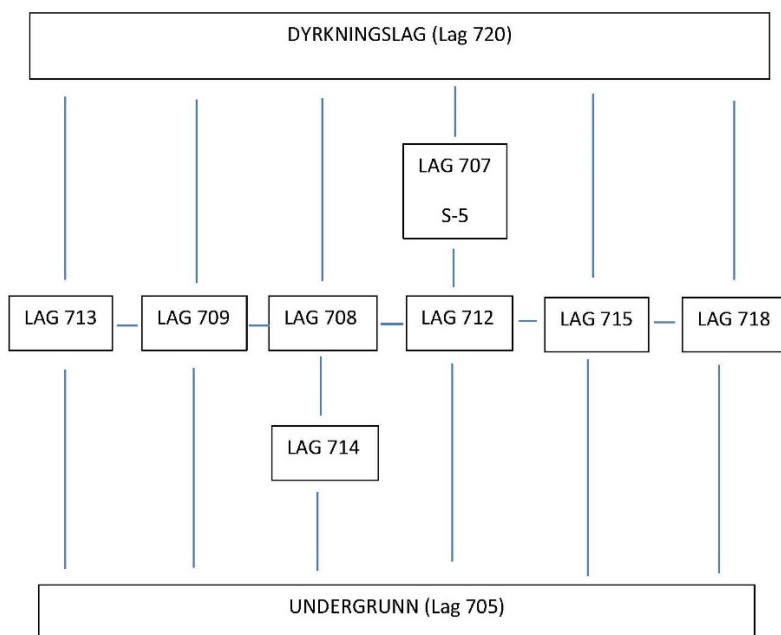 DYRKNINGSLAG (Lag 720)
LAG 707
S-5
LAG 713
LAG 709
LAG 708
LAG 712
LAG 715
LAG 718
LAG 714
UNDERGRUNN (Lag 705)